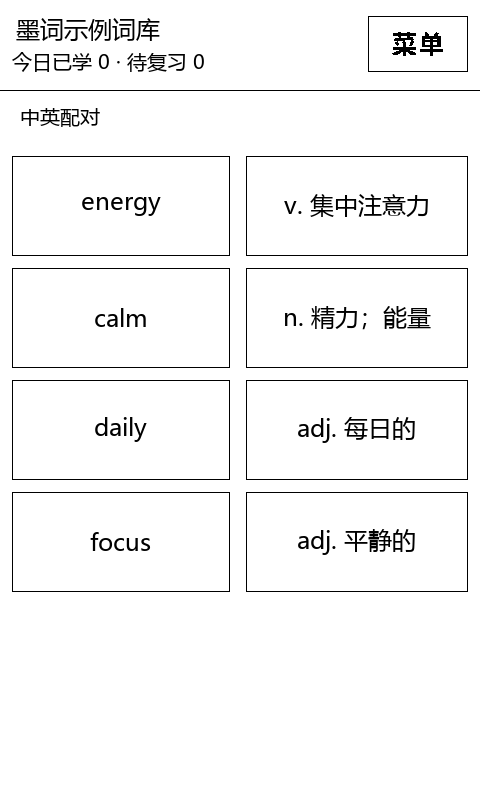 墨词示例词库
今日已学 0 · 待复习 0
菜单
中英配对
energy
v. 集中注意力
calm
n. 精力；能量
daily
adj. 每日的
focus
adj. 平静的